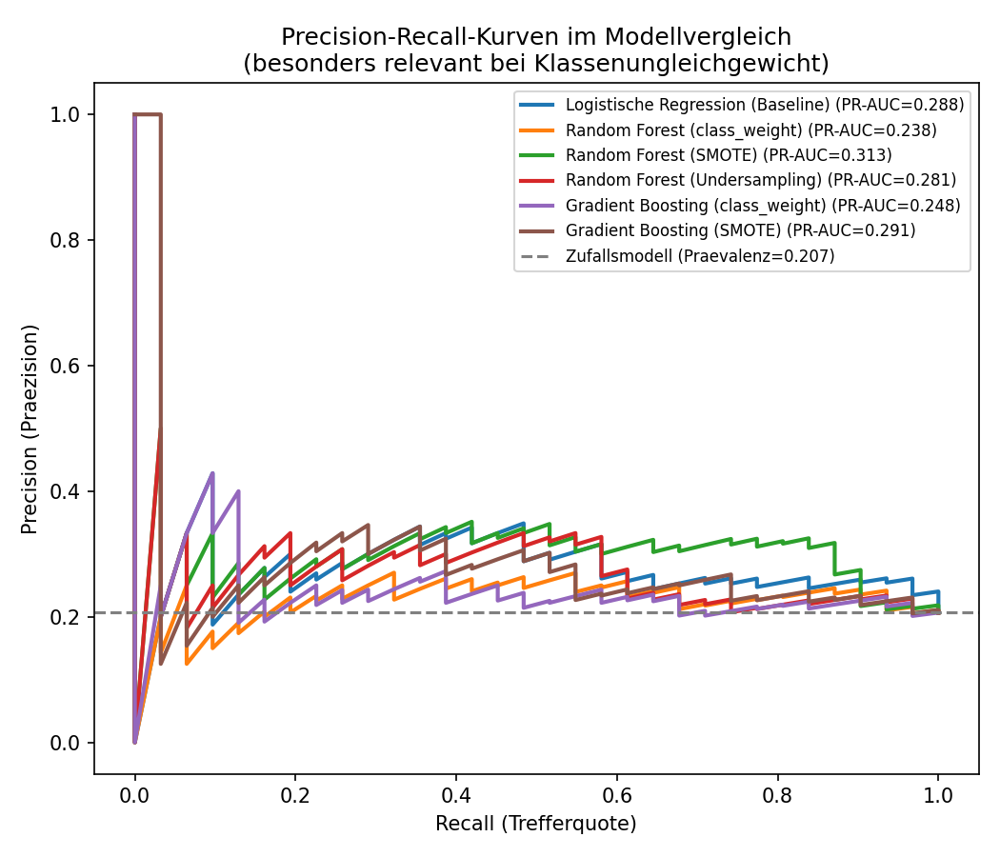 Precision-Recall-Kurven im Modellvergleich
(besonders relevant bei Klassenungleichgewicht)
Logistische Regression (Baseline) (PR-AUC=0.288)
Random Forest (class_weight) (PR-AUC=0.238)
Random Forest (SMOTE) (PR-AUC=0.313)
Random Forest (Undersampling) (PR-AUC=0.281)
Gradient Boosting (class_weight) (PR-AUC=0.248)
Gradient Boosting (SMOTE) (PR-AUC=0.291)
Zufallsmodell (Praevalenz=0.207)
Precision (Praezision)
1.0
0.8
0.6
0.4
0.2
0.0
0.0 0.2 0.4 0.6 0.8 1.0
Recall (Trefferquote)